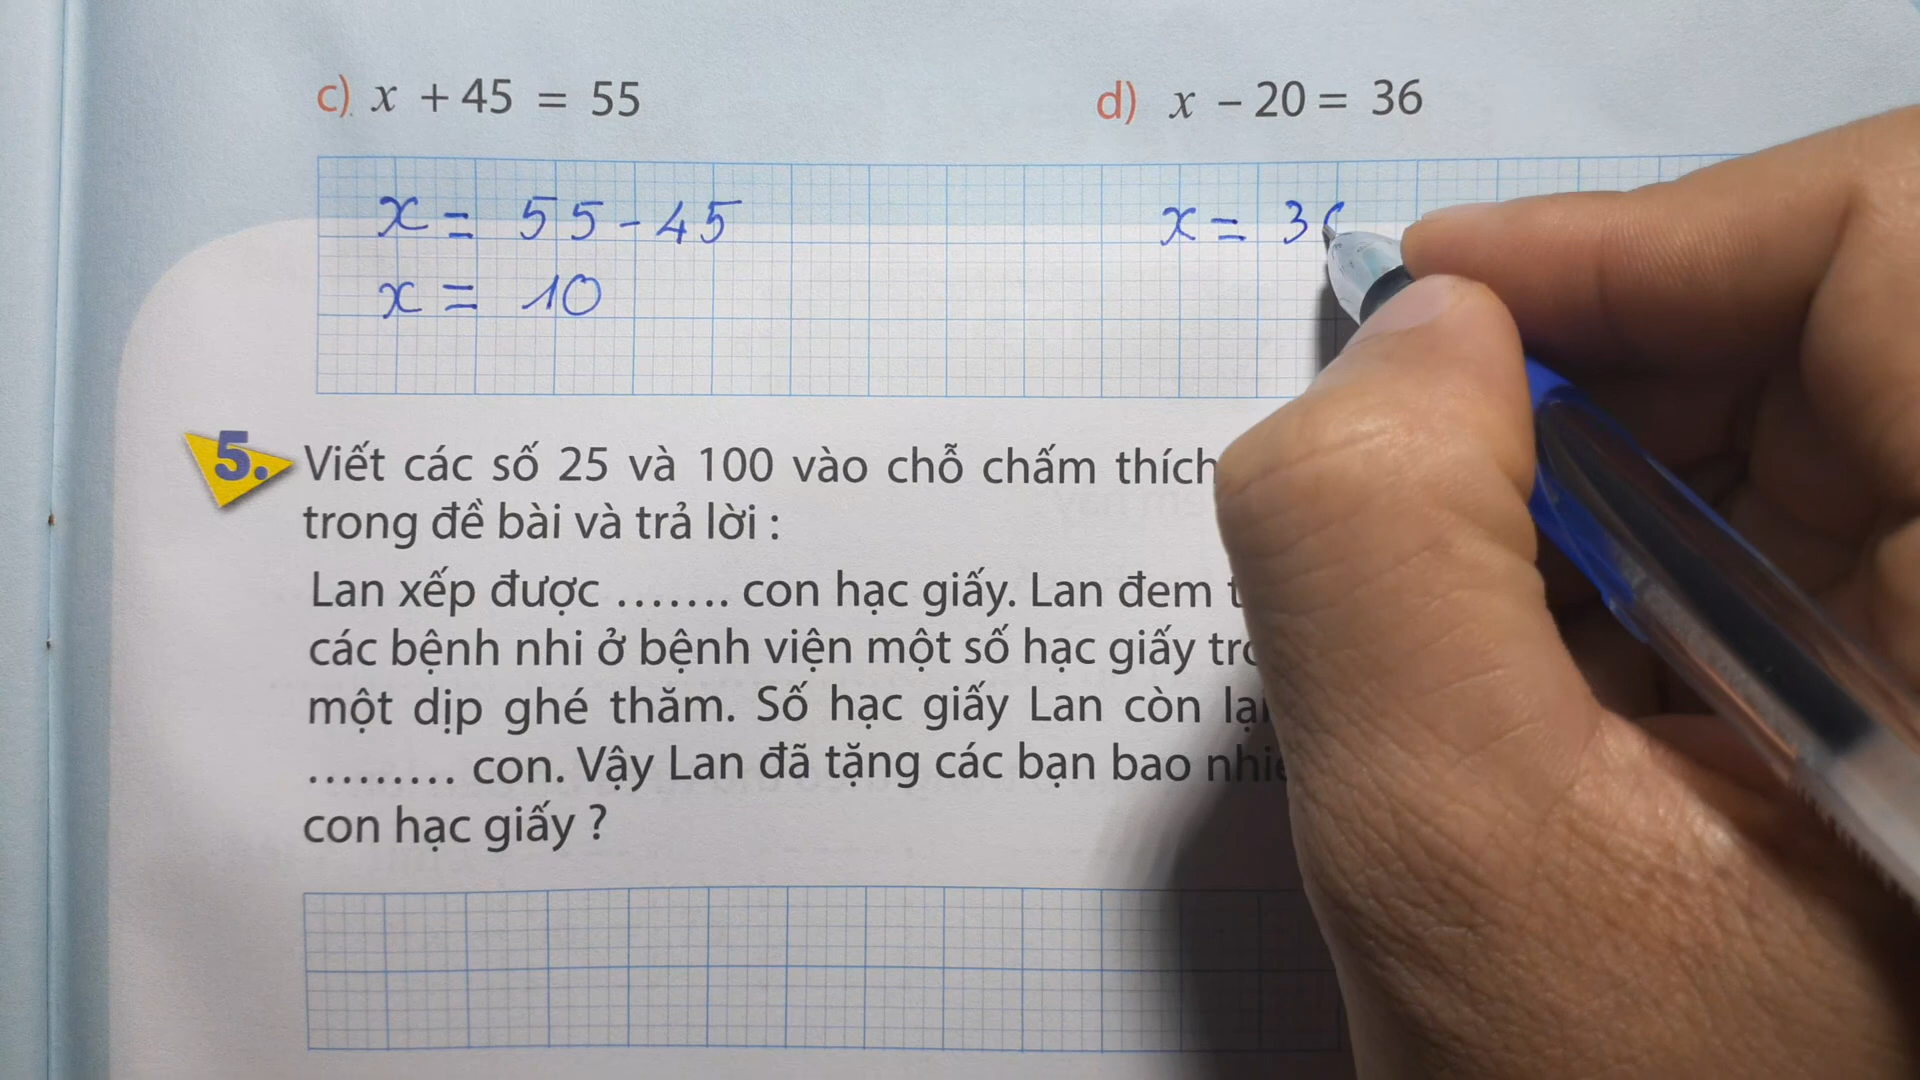 c) x + 45 = 55
d) x – 20 = 36
x = 55 - 45
x = 36
x = 10
5. Viết các số 25 và 100 vào chỗ chấm thích
trong đề bài và trả lời :
Lan xếp được ....... con hạc giấy. Lan đem
các bệnh nhi ở bệnh viện một số hạc giấy
một dịp ghé thăm. Số hạc giấy Lan còn lại
......... con. Vậy Lan đã tặng các bạn bao
con hạc giấy ?